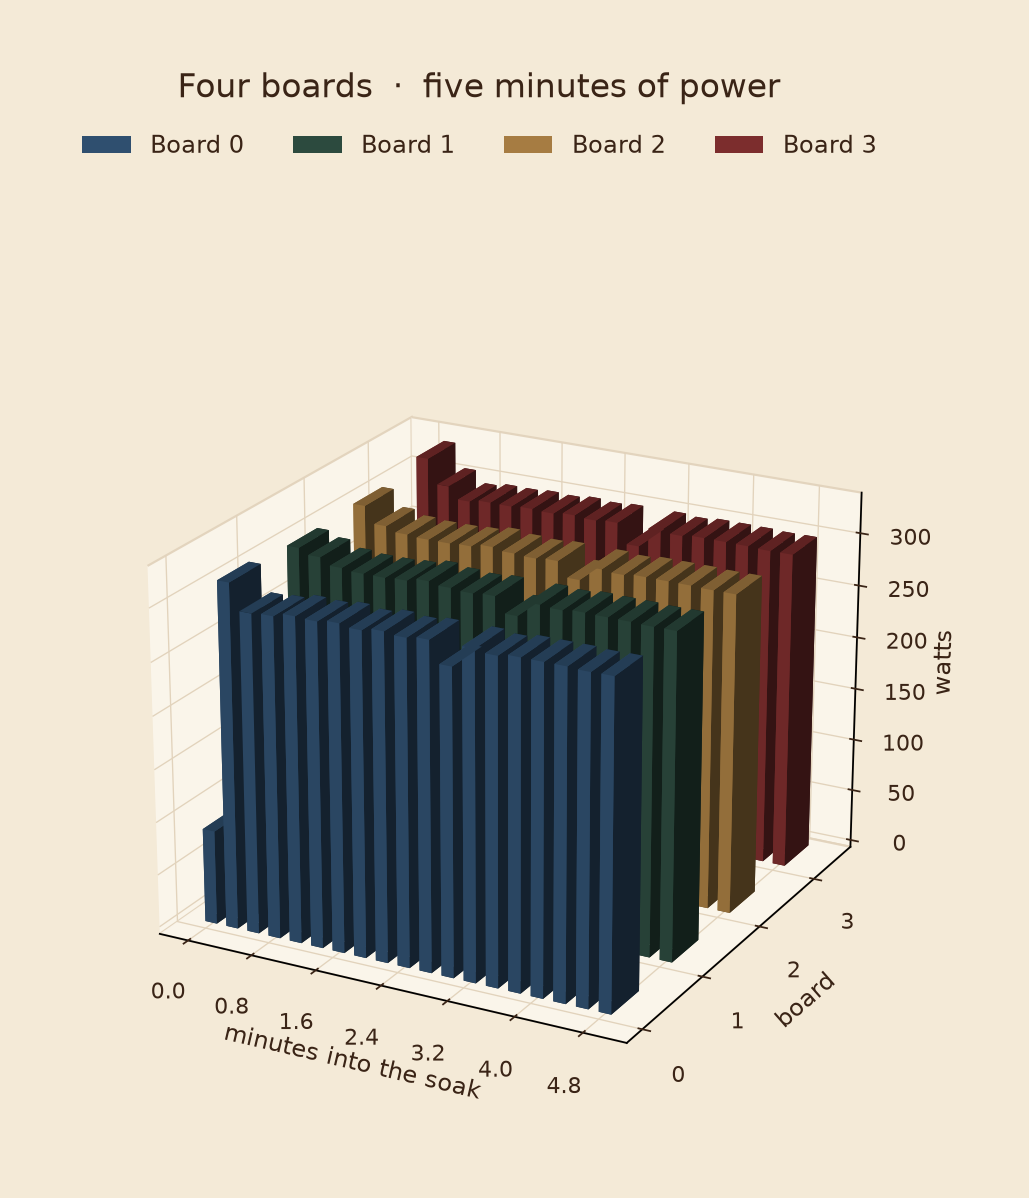 Four boards · five minutes of power
Board 0 Board 1 Board 2 Board 3
300
250
200
150
100
50
0
watts
0.0 0.8 1.6 2.4 3.2 4.0 4.8
minutes into the soak
0 1 2 3
board